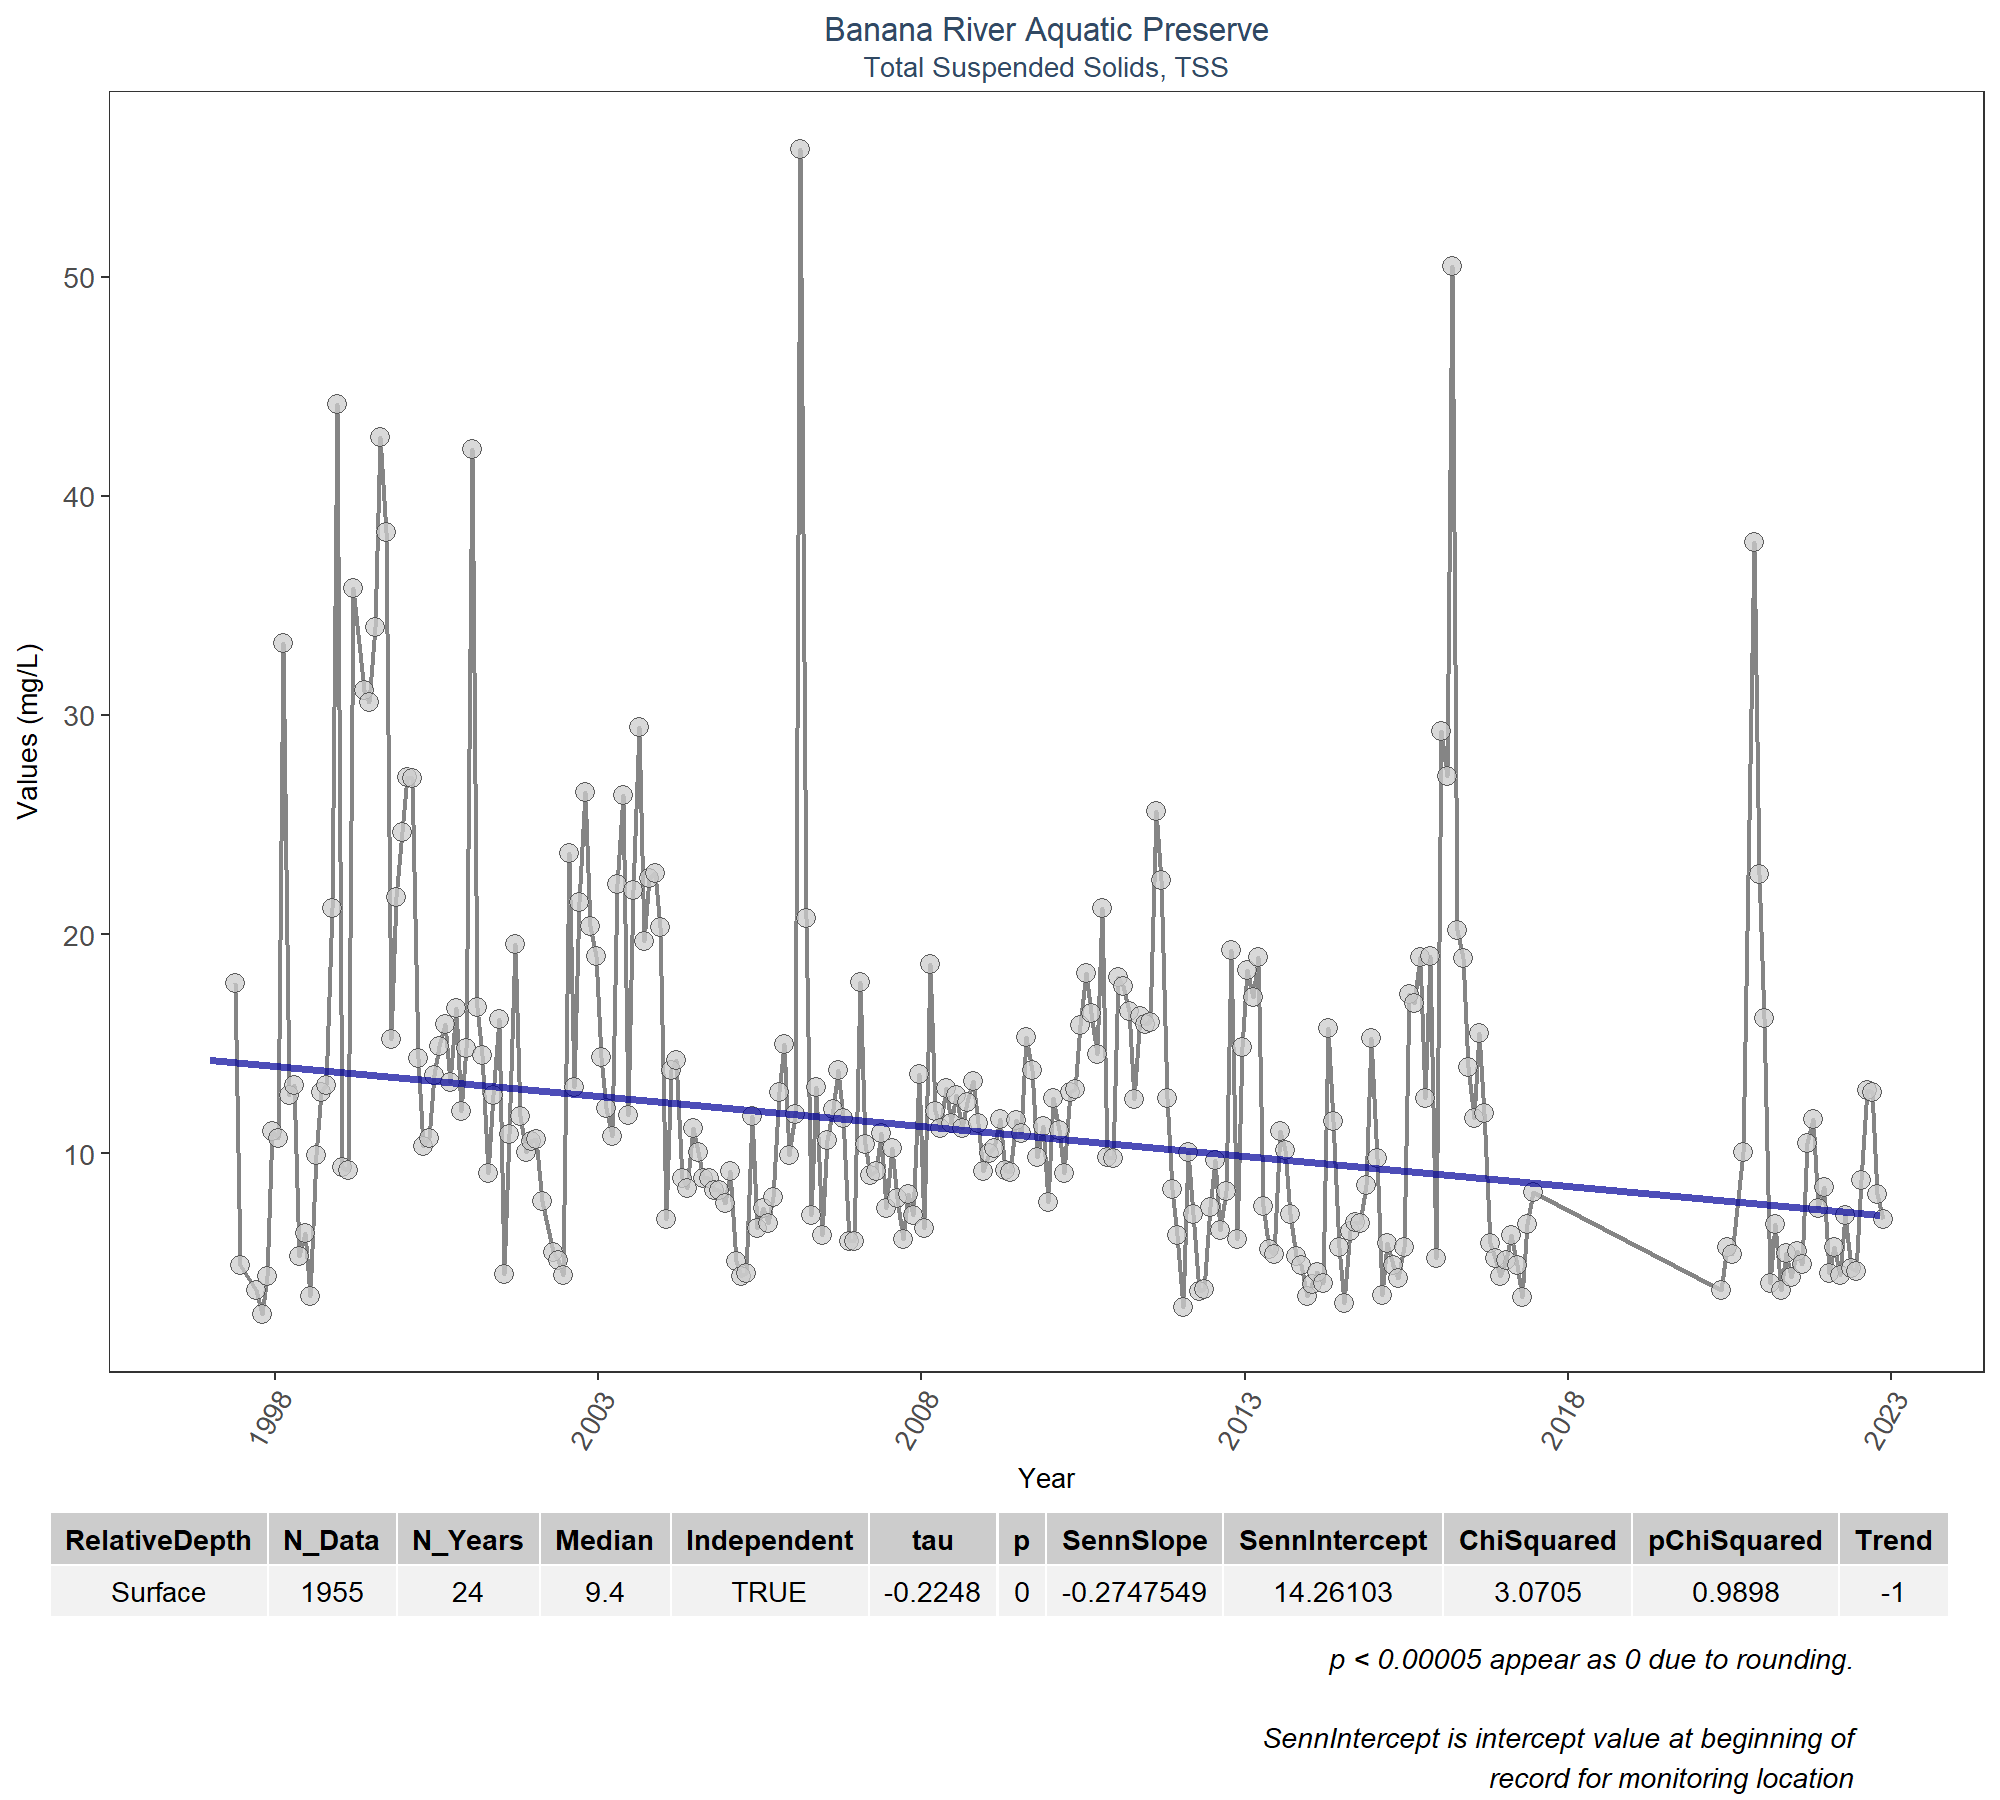 Banana River Aquatic Preserve
Total Suspended Solids, TSS
Values (mg/L)
50
40
30
20
10
1998
2003
2008
2013
2018
2023
Year
RelativeDepth N_Data N_Years Median Independent tau p SennSlope SennIntercept ChiSquared pChiSquared Trend
Surface 1955 24 9.4 TRUE -0.2248 0 -0.2747549 14.26103 3.0705 0.9898 -1
p < 0.00005 appear as 0 due to rounding.
SennIntercept is intercept value at beginning of
record for monitoring location